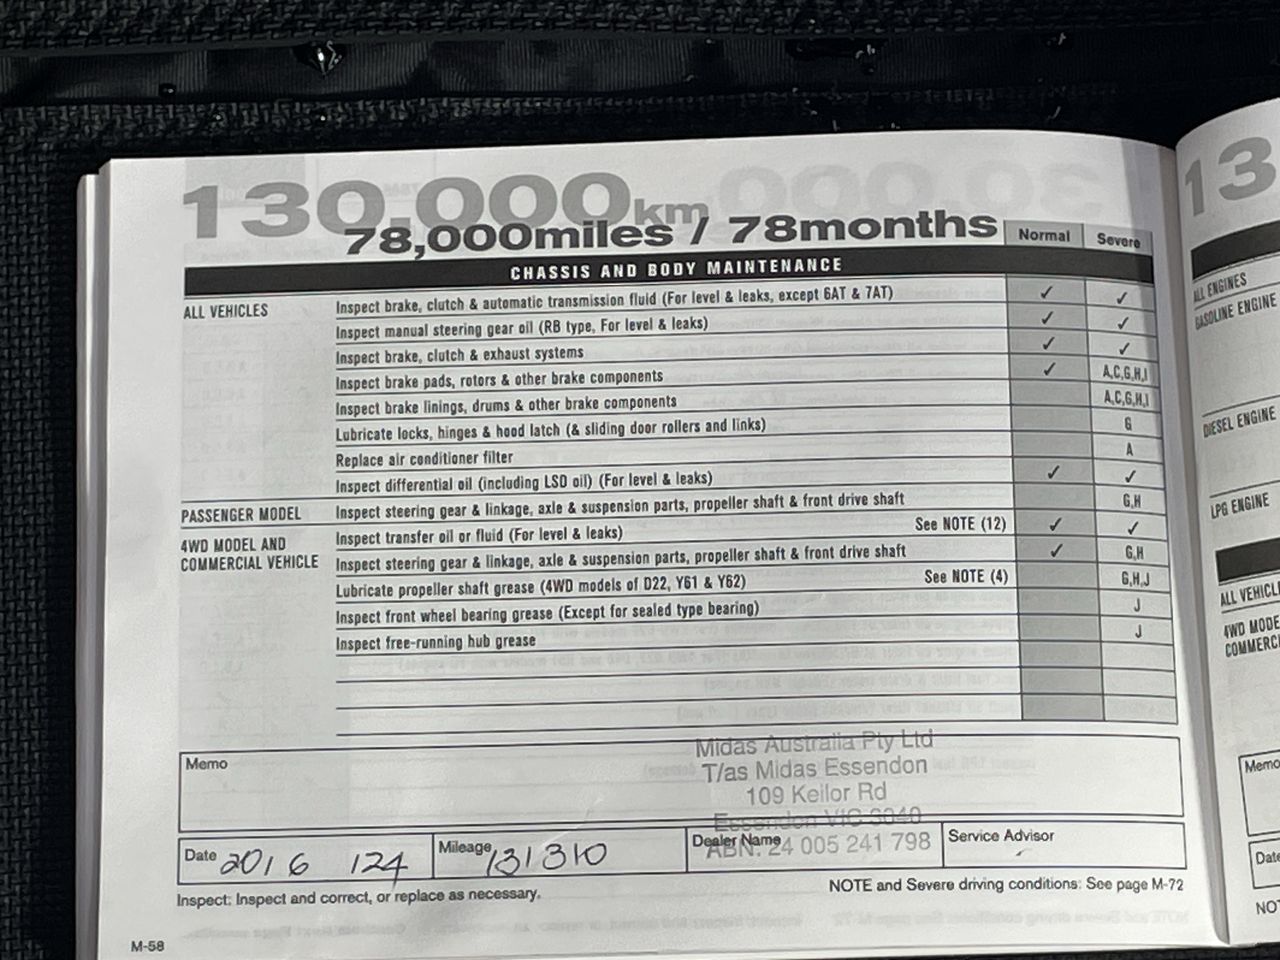 130,000km
78,000miles / 78months
Normal Severe
CHASSIS AND BODY MAINTENANCE
ALL VEHICLES
Inspect brake, clutch & automatic transmission fluid (For level & leaks, except 6AT & 7AT) ✓ ✓
Inspect manual steering gear oil (RB type, For level & leaks) ✓ ✓
Inspect brake, clutch & exhaust systems ✓ ✓
Inspect brake pads, rotors & other brake components ✓ A,C,G,H,I
Inspect brake linings, drums & other brake components A,C,G,H,I
Lubricate locks, hinges & hood latch (& sliding door rollers and links) G
Replace air conditioner filter A
Inspect differential oil (including LSD oil) (For level & leaks) ✓ ✓
PASSENGER MODEL Inspect steering gear & linkage, axle & suspension parts, propeller shaft & front drive shaft G,H
4WD MODEL AND
COMMERCIAL VEHICLE
Inspect transfer oil or fluid (For level & leaks) See NOTE (12) ✓ ✓
Inspect steering gear & linkage, axle & suspension parts, propeller shaft & front drive shaft ✓ G,H
Lubricate propeller shaft grease (4WD models of D22, Y61 & Y62) See NOTE (4) G,H,J
Inspect front wheel bearing grease (Except for sealed type bearing) J
Inspect free-running hub grease J
Memo
Midas Australia Pty Ltd
T/as Midas Essendon
109 Keilor Rd
Essendon VIC 3040
ABN: 24 005 241 798
Date 2016 124 Mileage 131310 Dealer Name Service Advisor
Inspect: Inspect and correct, or replace as necessary. NOTE and Severe driving conditions: See page M-72
M-58
13
ALL ENGINES
GASOLINE ENGINE
DIESEL ENGINE
LPG ENGINE
ALL VEHICL
4WD MODE
COMMERC
Memo
Date
NO